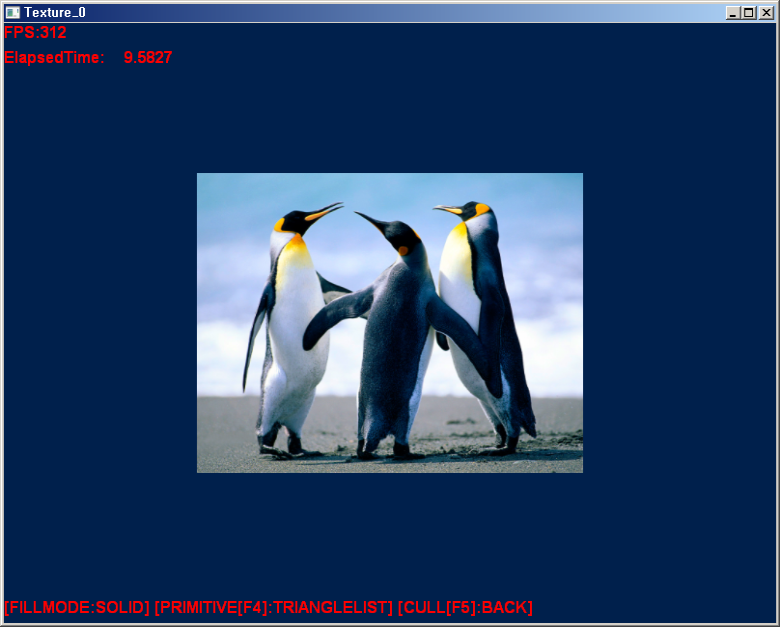 Texture_0
FPS:312
ElapsedTime: 9.5827
[FILLMODE:SOLID] [PRIMITIVE[F4]:TRIANGLELIST] [CULL[F5]:BACK]